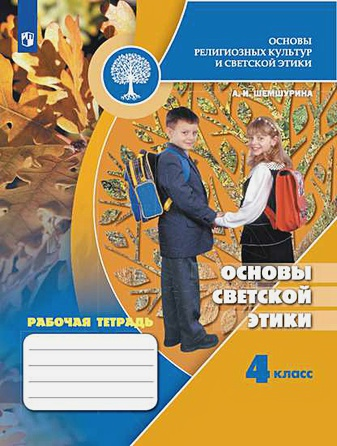 ОСНОВЫ
РЕЛИГИОЗНЫХ КУЛЬТУР
И СВЕТСКОЙ ЭТИКИ
А. И. ШЕМШУРИНА
ОСНОВЫ
СВЕТСКОЙ
ЭТИКИ
РАБОЧАЯ ТЕТРАДЬ
4 класс